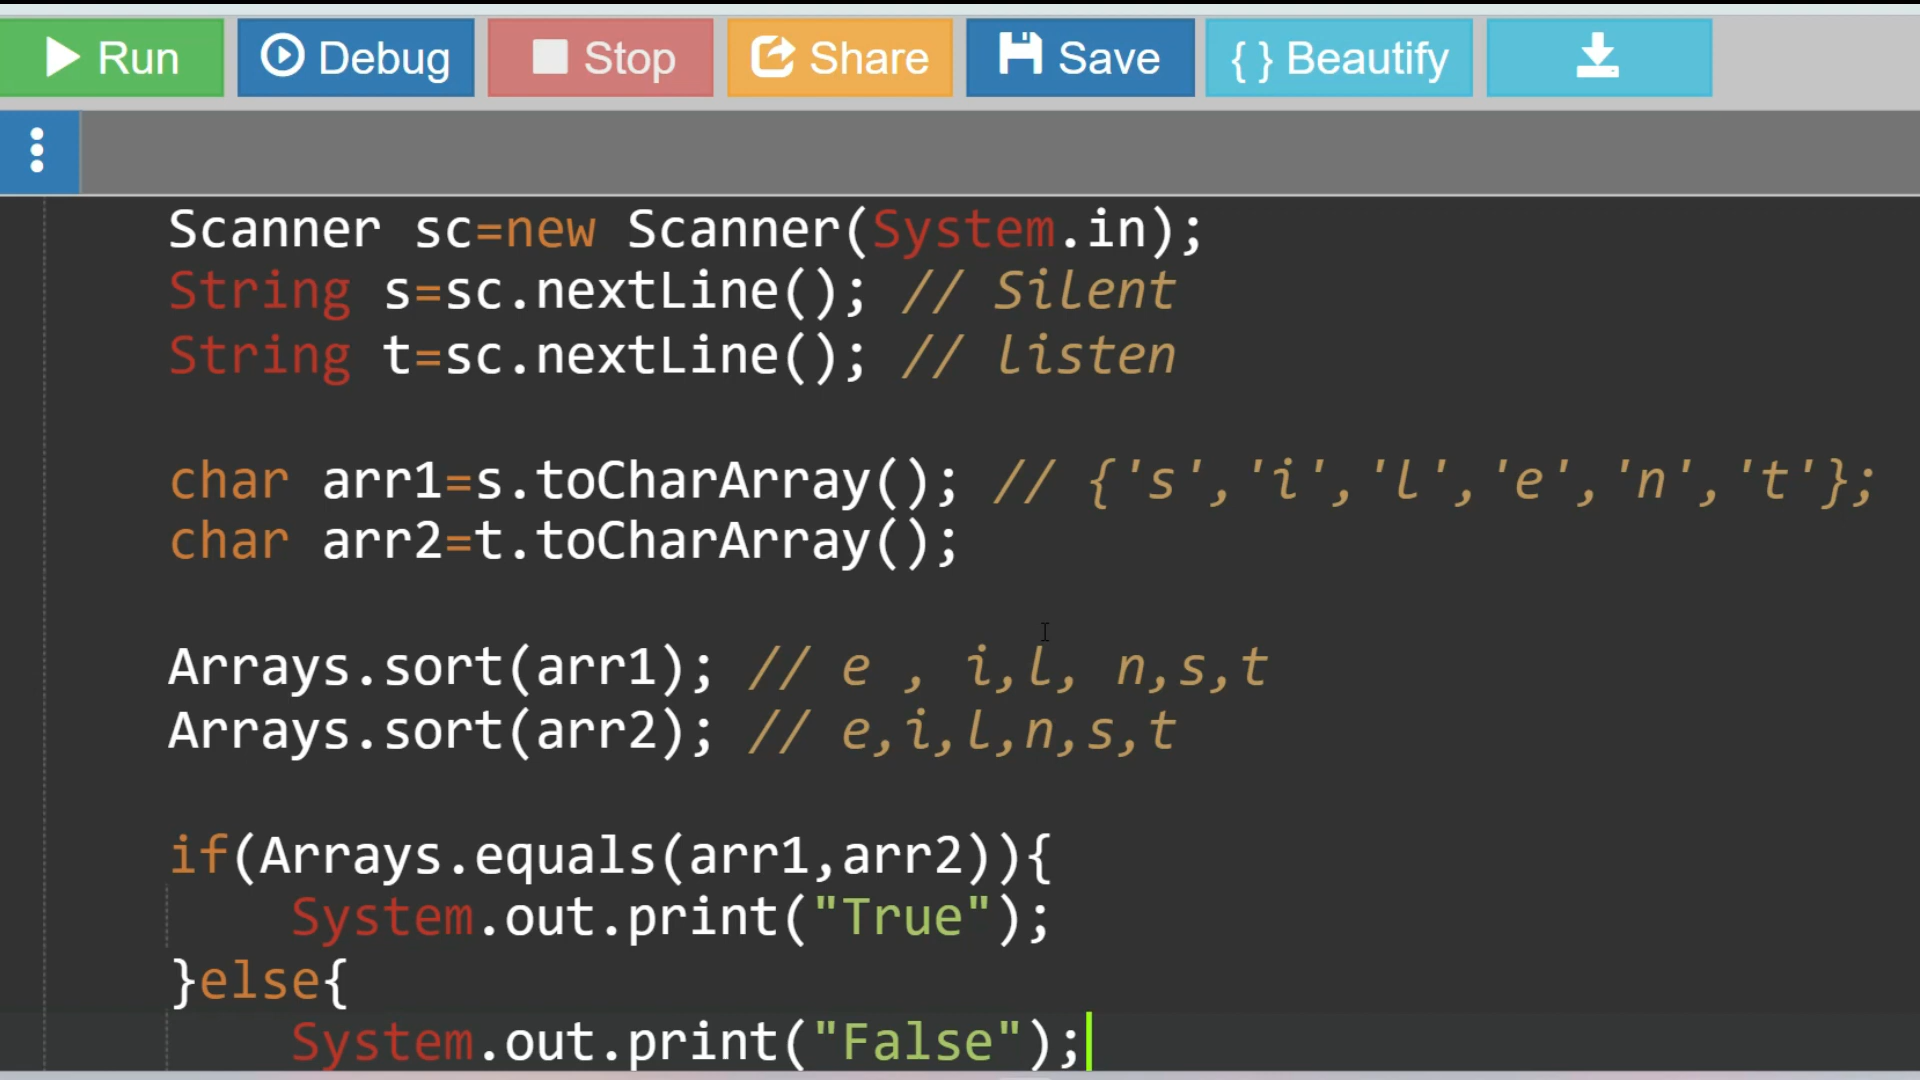 Run Debug Stop Share Save { } Beautify
Scanner sc=new Scanner(System.in);
String s=sc.nextLine(); // Silent
String t=sc.nextLine(); // listen
char arr1=s.toCharArray(); // {'s','i','l','e','n','t'};
char arr2=t.toCharArray();
Arrays.sort(arr1); // e , i,l, n,s,t
Arrays.sort(arr2); // e,i,l,n,s,t
if(Arrays.equals(arr1,arr2)){
System.out.print("True");
}else{
System.out.print("False");